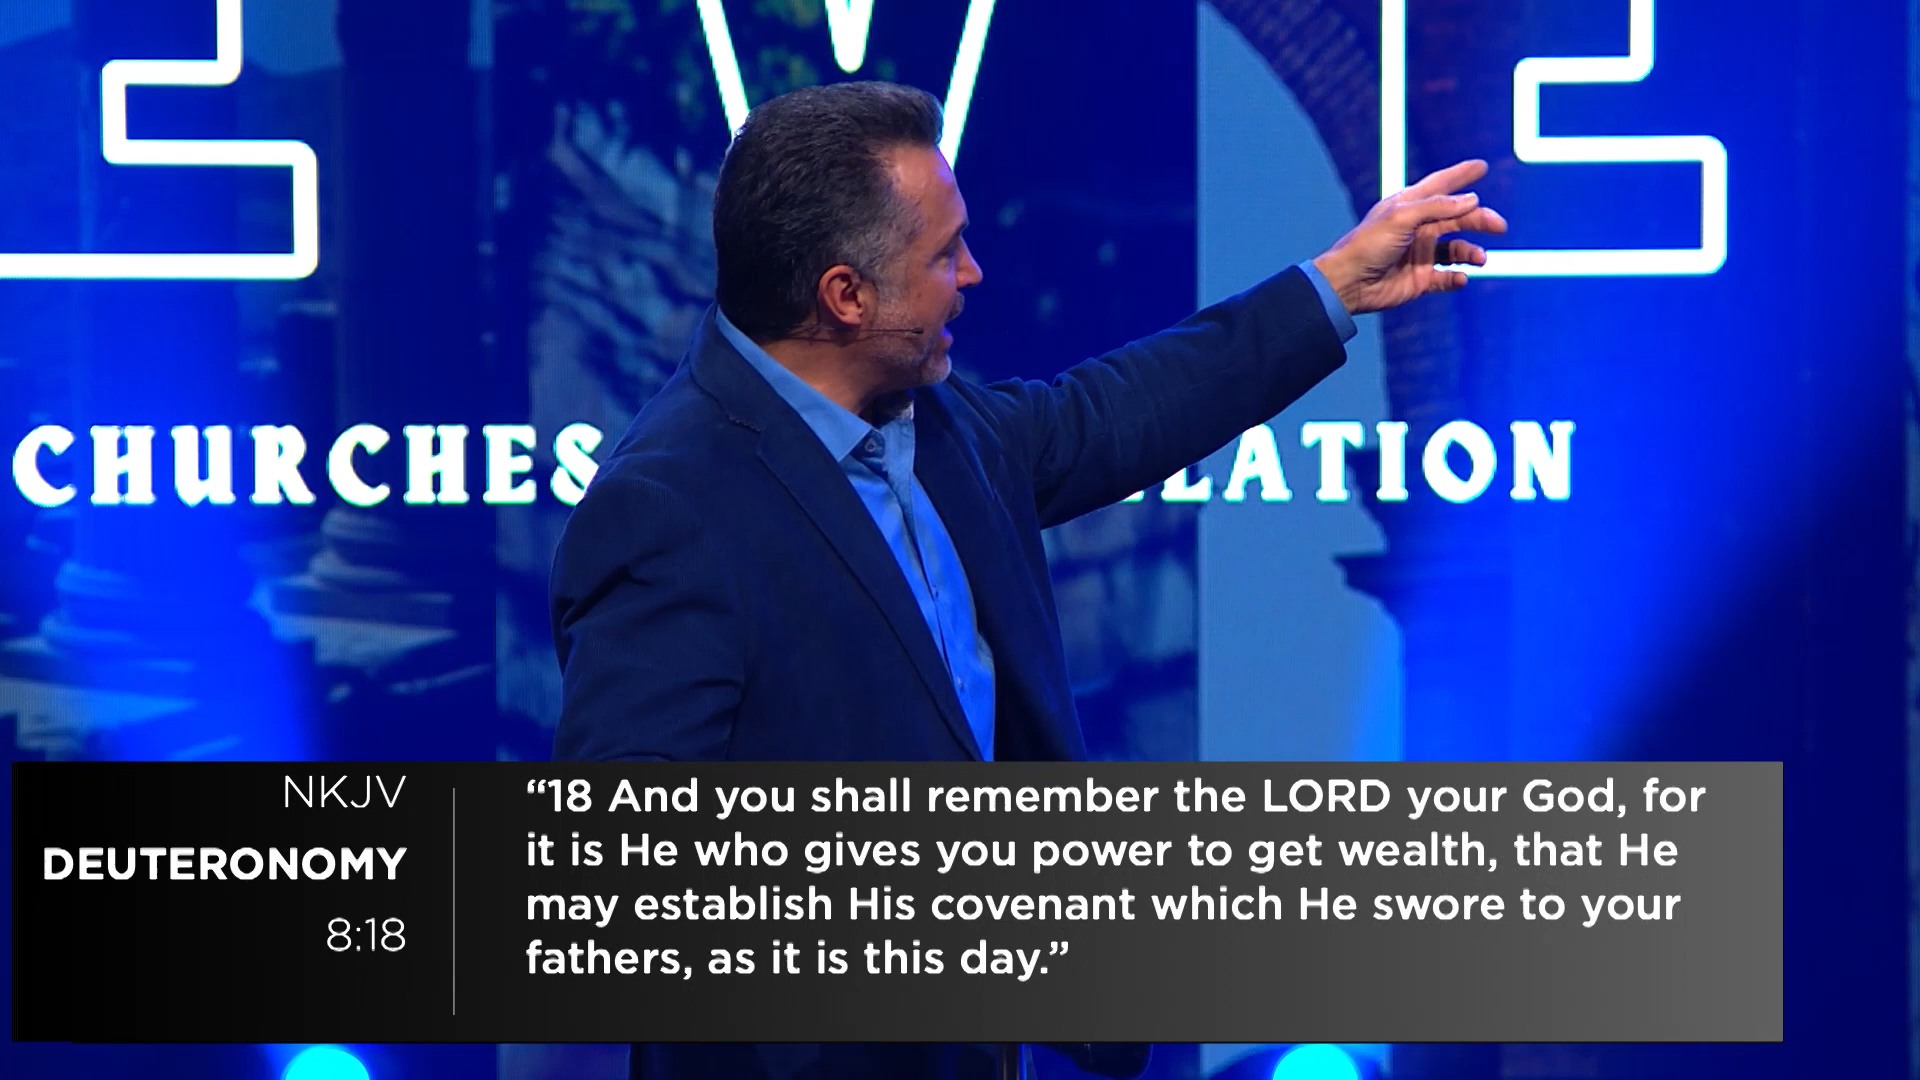 E V E
CHURCHES LATION
NKJV
DEUTERONOMY
8:18
“18 And you shall remember the LORD your God, for
it is He who gives you power to get wealth, that He
may establish His covenant which He swore to your
fathers, as it is this day.”